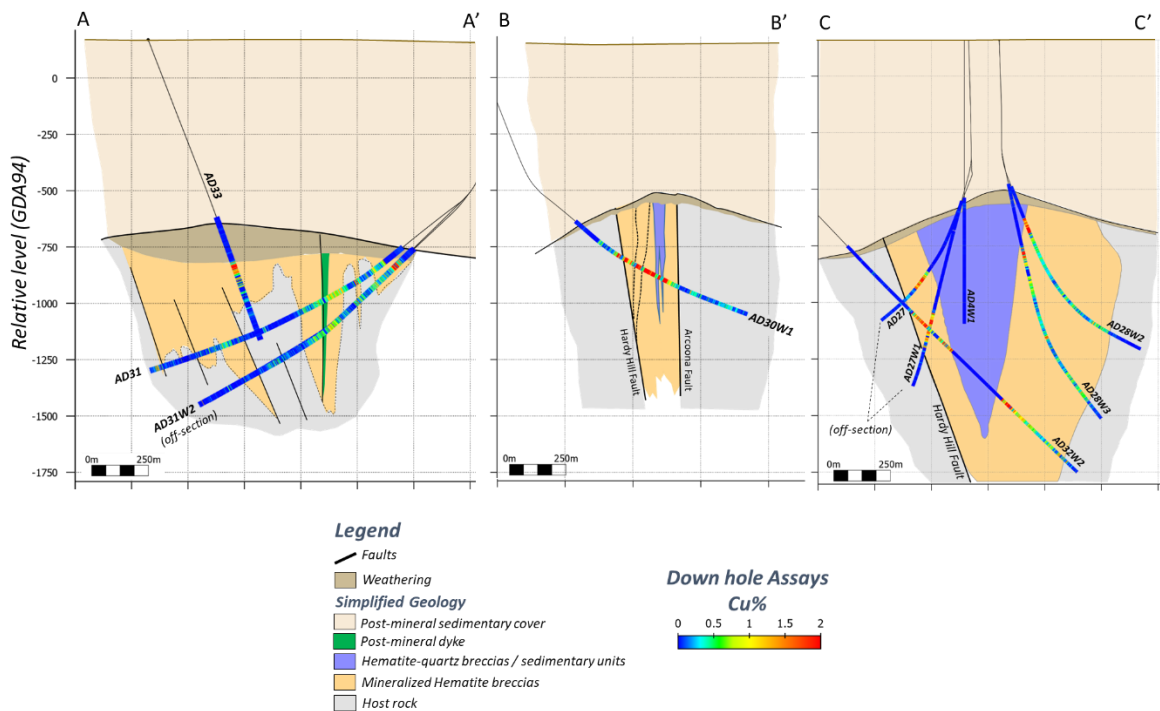 A
A’
B
B’
C
C’
Relative level (GDA94)
0
-250
-500
-750
-1000
-1250
-1500
-1750
AD33
AD31
AD31W2
(off-section)
0m 250m
Hardy Hill Fault
Arcoona Fault
AD30W1
0m 250m
AD27
AD27W1
AD4W1
AD28W2
AD28W3
AD32W2
(off-section)
Hardy Hill Fault
0m 250m
Legend
Faults
Weathering
Simplified Geology
Post-mineral sedimentary cover
Post-mineral dyke
Hematite-quartz breccias / sedimentary units
Mineralized Hematite breccias
Host rock
Down hole Assays
Cu%
0 0.5 1 1.5 2